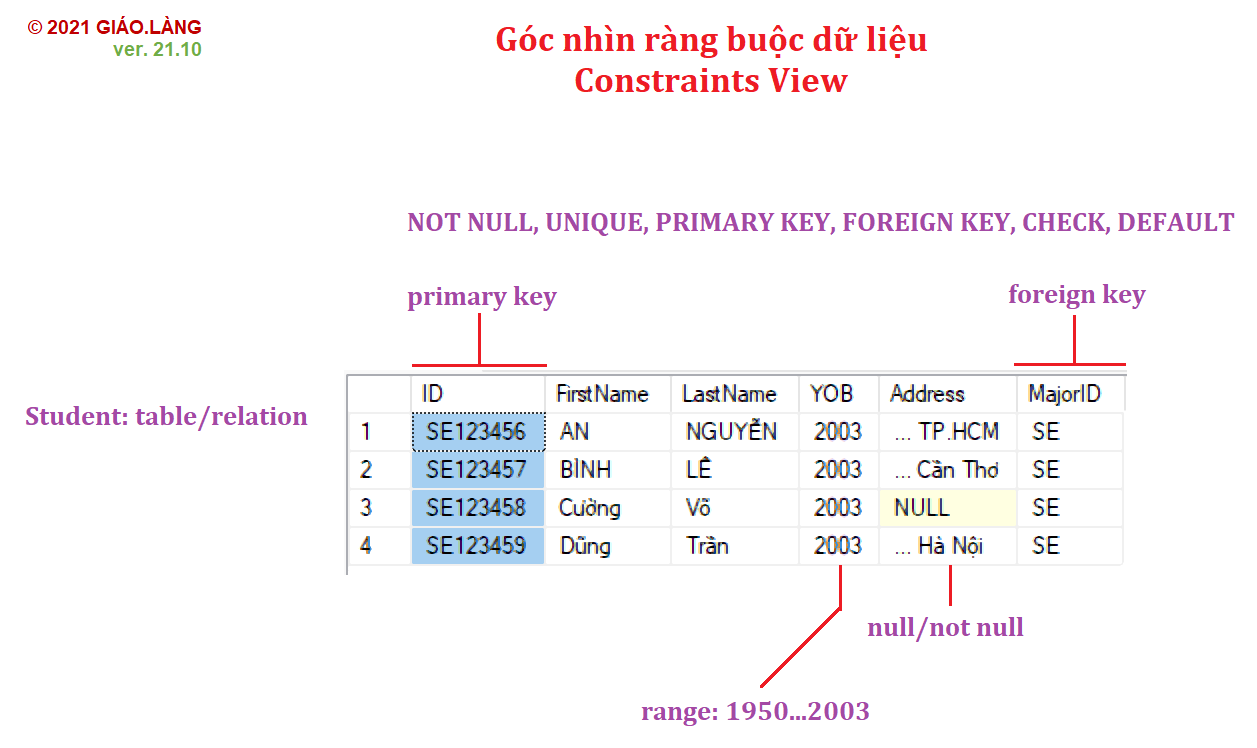 © 2021 GIÁO.LÀNG
ver. 21.10
Góc nhìn ràng buộc dữ liệu
Constraints View
NOT NULL, UNIQUE, PRIMARY KEY, FOREIGN KEY, CHECK, DEFAULT
primary key
foreign key
Student: table/relation
ID FirstName LastName YOB Address MajorID
1 SE123456 AN NGUYỄN 2003 ... TP.HCM SE
2 SE123457 BÌNH LÊ 2003 ... Cần Thơ SE
3 SE123458 Cường Võ 2003 NULL SE
4 SE123459 Dũng Trần 2003 ... Hà Nội SE
null/not null
range: 1950...2003